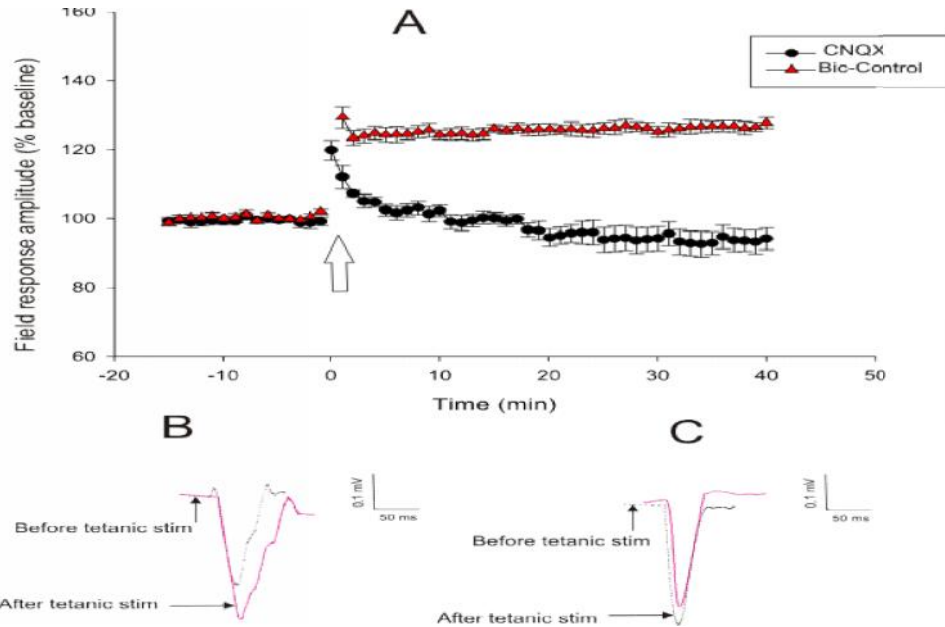 A
160
140
120
100
80
60
Field response amplitude (% baseline)
CNQX
Bic-Control
-20
-10
0
10
20
30
40
50
Time (min)
B
Before tetanic stim
After tetanic stim
0.1 mV
50 ms
C
Before tetanic stim
After tetanic stim
0.1 mV
50 ms